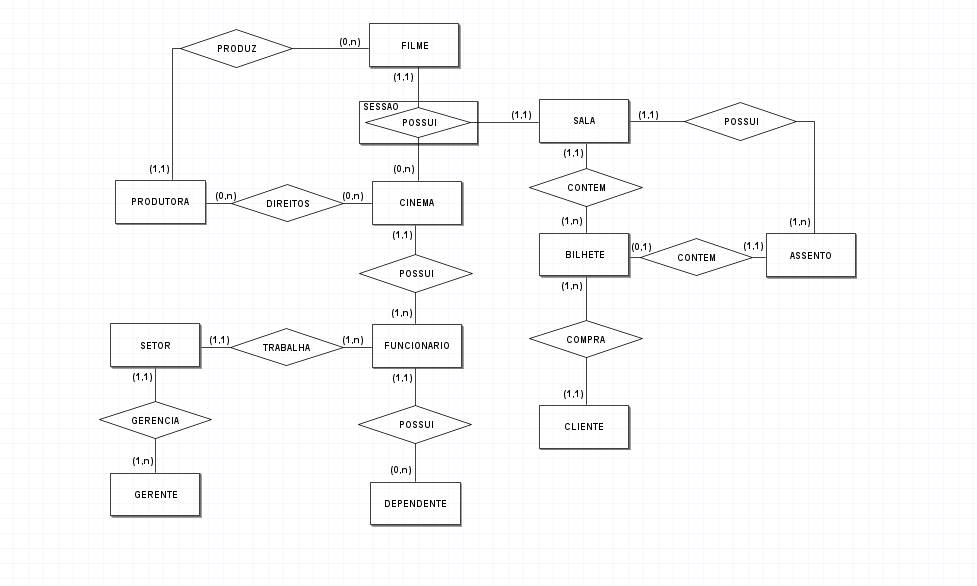 PRODUZ
(0,n)
FILME
(1,1)
SESSAO
POSSUI
(1,1)
SALA
(1,1)
POSSUI
(1,1)
(0,n)
(1,1)
PRODUTORA
(0,n)
DIREITOS
(0,n)
CINEMA
CONTEM
(1,n)
(1,n)
(1,1)
POSSUI
(1,n)
BILHETE
(0,1)
CONTEM
(1,1)
ASSENTO
(1,n)
SETOR
(1,1)
TRABALHA
(1,n)
FUNCIONARIO
COMPRA
(1,1)
(1,1)
(1,1)
GERENCIA
POSSUI
CLIENTE
(1,n)
(0,n)
GERENTE
DEPENDENTE